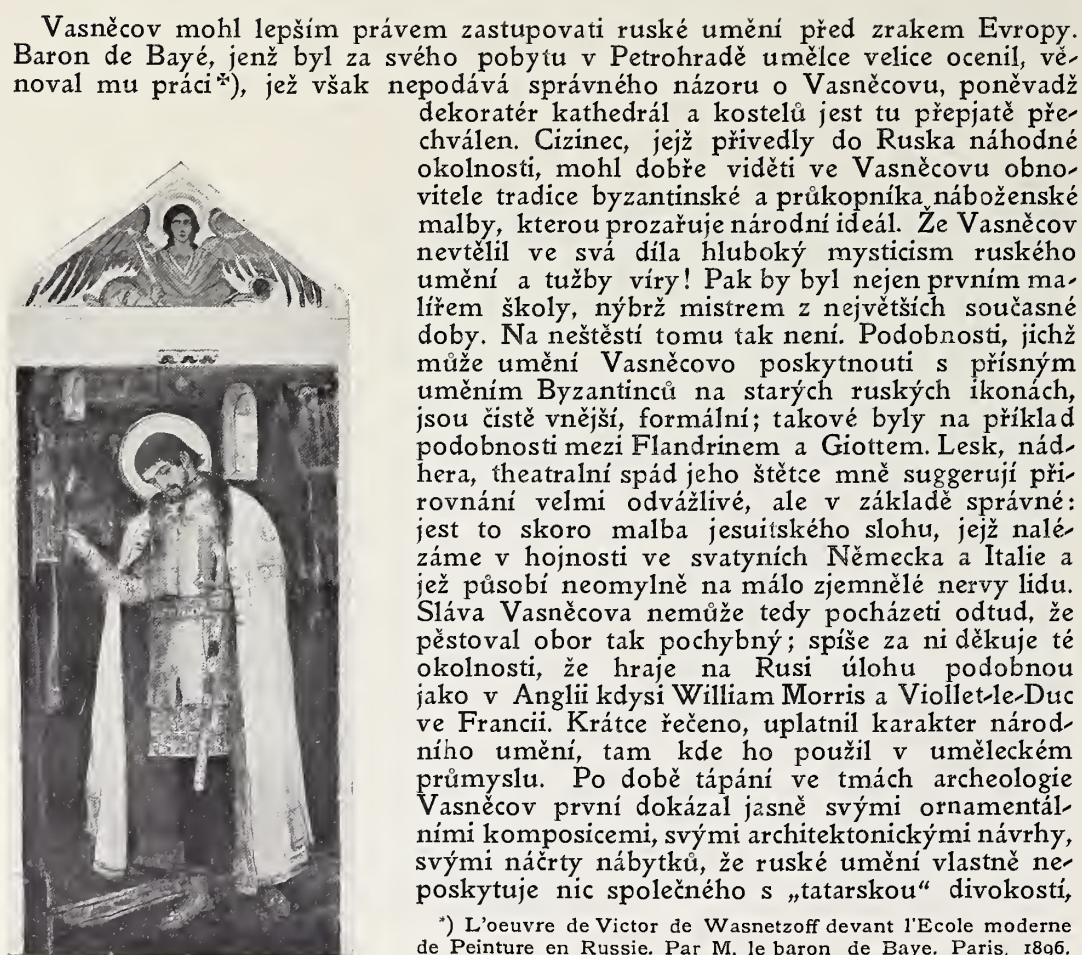 Vasněcov mohl lepším právem zastupovati ruské umění před zrakem Evropy.
Baron de Bayé, jenž byl za svého pobytu v Petrohradě umělce velice ocenil, vě-
noval mu práci*), jež však nepodává správného názoru o Vasněcovu, poněvadž
dekoratér kathedrál a kostelů jest tu přepjatě pře-
chválen. Cizinec, jejž přivedly do Ruska náhodné
okolnosti, mohl dobře viděti ve Vasněcovu obno-
vitele tradice byzantinské a průkopníka náboženské
malby, kterou prozařuje národní ideál. Že Vasněcov
nevtělil ve svá díla hluboký mysticism ruského
umění a tužby víry! Pak by byl nejen prvním ma-
lířem školy, nýbrž mistrem z největších současné
doby. Na neštěstí tomu tak není. Podobnosti, jichž
může umění Vasněcovo poskytnouti s přísným
uměním Byzantinců na starých ruských ikonách,
jsou čistě vnější, formální; takové byly na příklad
podobnosti mezi Flandrinem a Giottem. Lesk, nád-
hera, theatralní spád jeho štětce mně suggerují při-
rovnání velmi odvážlivé, ale v základě správné:
jest to skoro malba jesuitského slohu, jejž nalé-
záme v hojnosti ve svatyních Německa a Italie a
jež působí neomylně na málo zjemnělé nervy lidu.
Sláva Vasněcova nemůže tedy pocházeti odtud, že
pěstoval obor tak pochybný; spíše za ni děkuje té
okolnosti, že hraje na Rusi úlohu podobnou
jako v Anglii kdysi William Morris a Viollet-le-Duc
ve Francii. Krátce řečeno, uplatnil karakter národ-
ního umění, tam kde ho použil v uměleckém
průmyslu. Po době tápání ve tmách archeologie
Vasněcov první dokázal jasně svými ornamentál-
ními komposicemi, svými architektonickými návrhy,
svými náčrty nábytků, že ruské umění vlastně ne-
poskytuje nic společného s „tatarskou" divokostí,
*) L'oeuvre de Victor de Wasnetzoff devant l'Ecole moderne
de Peinture en Russie. Par M. le baron de Baye. Paris, 1896.